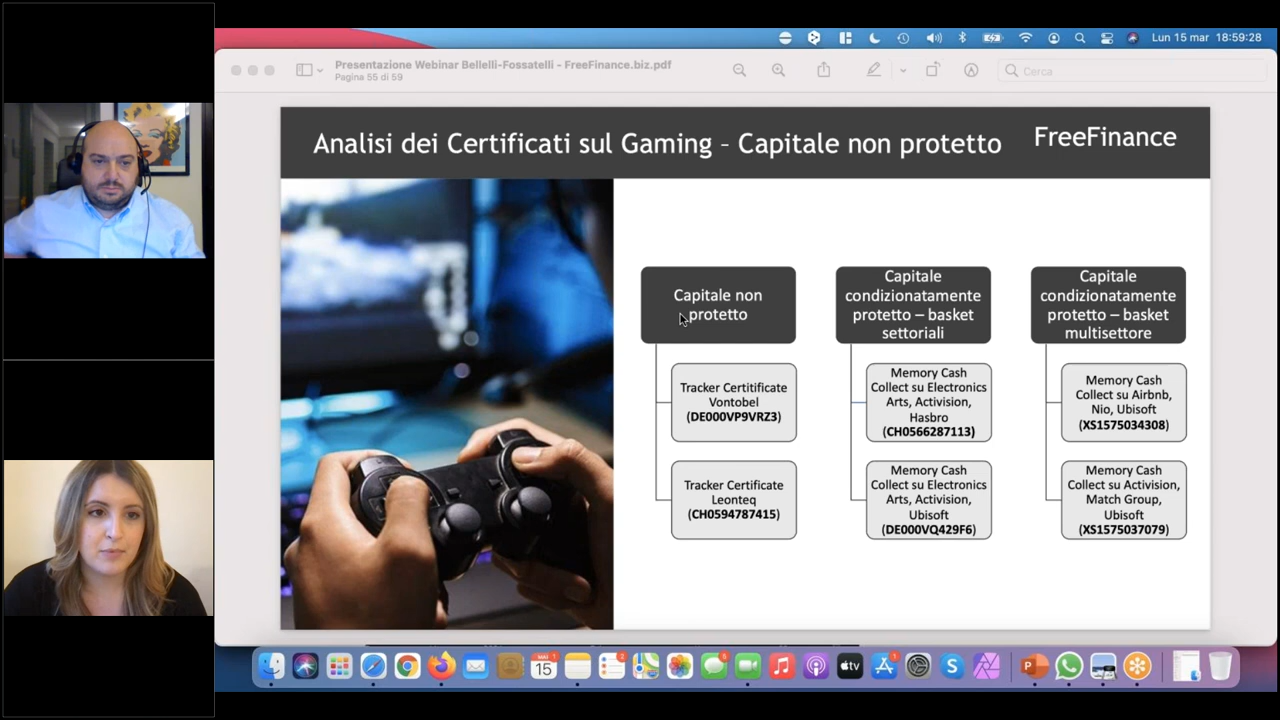 Lun 15 mar 18:59:28
Presentazione Webinar Bellelli-Fossatelli - FreeFinance.biz.pdf
Pagina 55 di 59
Cerca
Analisi dei Certificati sul Gaming – Capitale non protetto
FreeFinance
Capitale non
protetto
Tracker Certitificate
Vontobel
(DE000VP9VRZ3)
Tracker Certificate
Leonteq
(CH0594787415)
Capitale
condizionatamente
protetto – basket
settoriali
Memory Cash
Collect su Electronics
Arts, Activision,
Hasbro
(CH0566287113)
Memory Cash
Collect su Electronics
Arts, Activision,
Ubisoft
(DE000VQ429F6)
Capitale
condizionatamente
protetto – basket
multisettore
Memory Cash
Collect su Airbnb,
Nio, Ubisoft
(XS1575034308)
Memory Cash
Collect su Activision,
Match Group,
Ubisoft
(XS1575037079)
15
tv